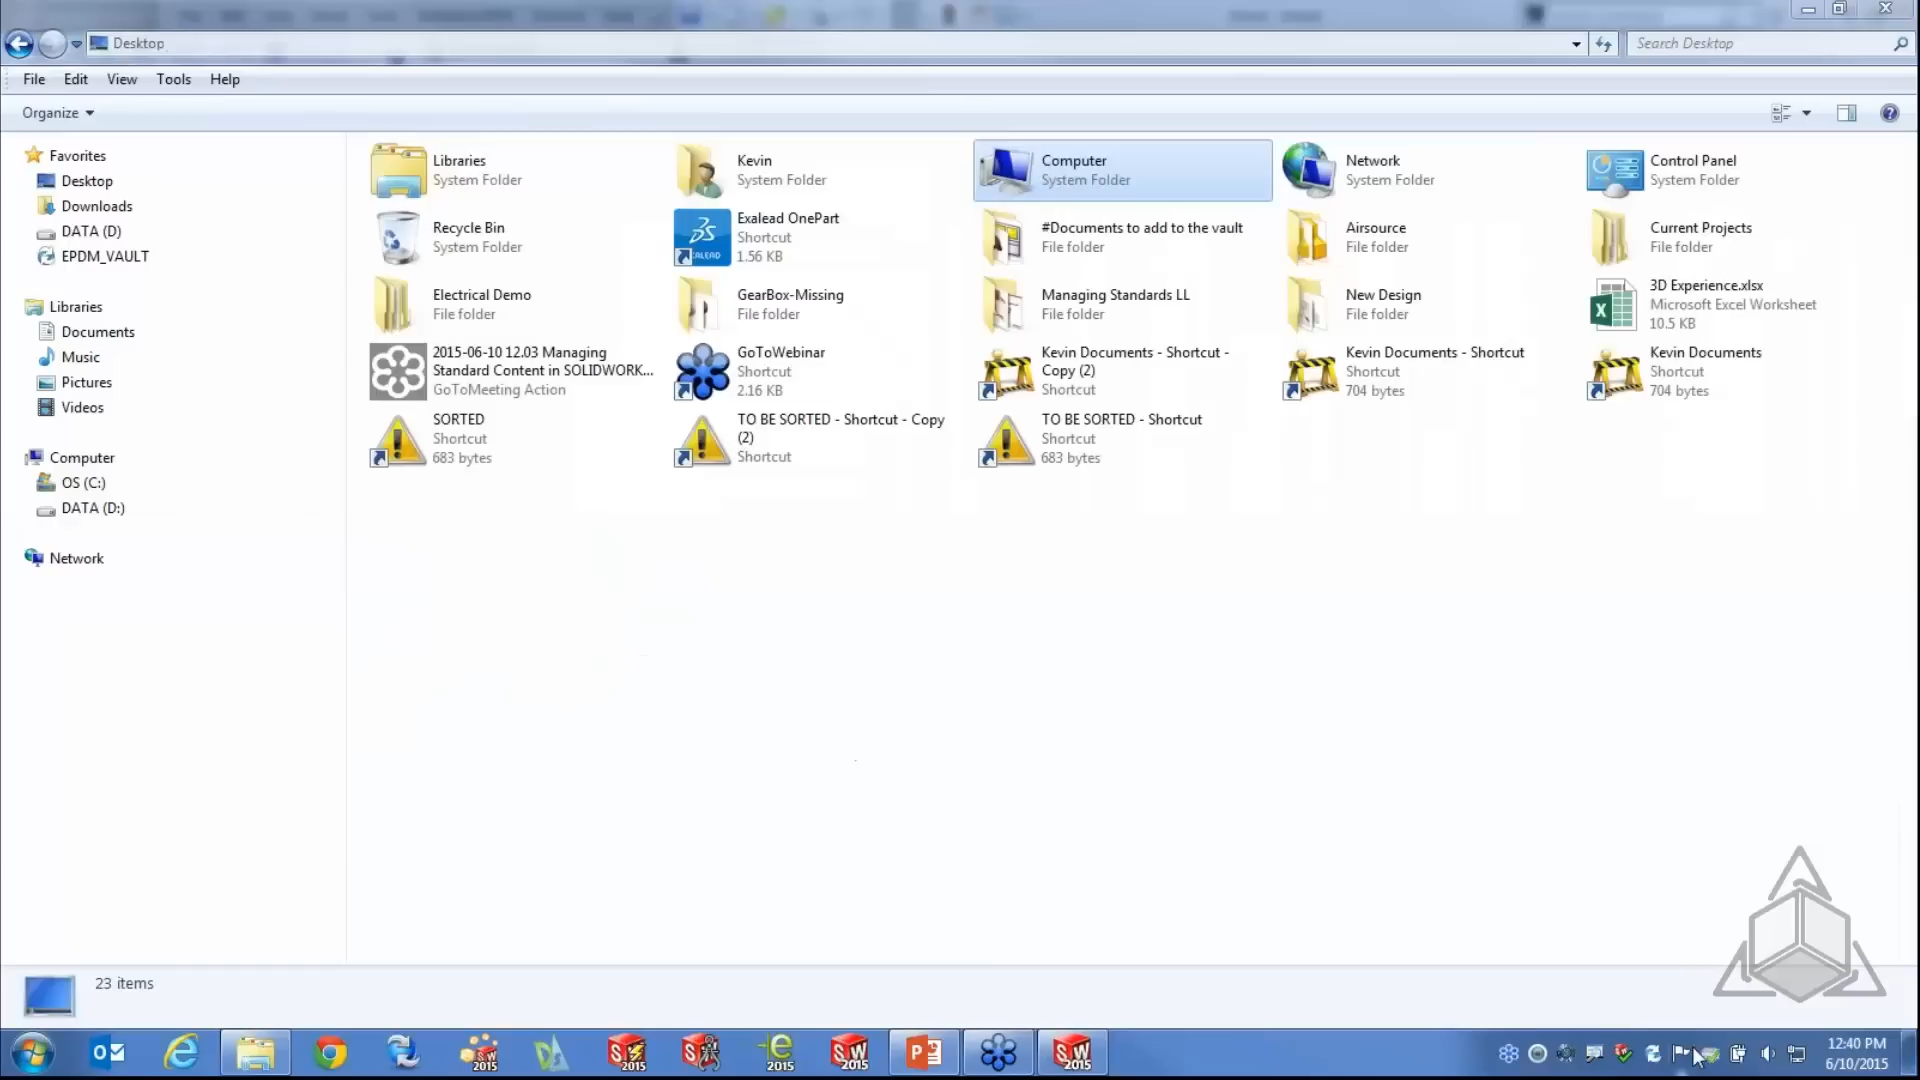 Desktop
Search Desktop
File Edit View Tools Help
Organize
Favorites
Desktop
Downloads
DATA (D)
EPDM_VAULT
Libraries
Documents
Music
Pictures
Videos
Computer
OS (C:)
DATA (D:)
Network
Libraries
System Folder
Kevin
System Folder
Computer
System Folder
Network
System Folder
Control Panel
System Folder
Recycle Bin
System Folder
Exalead OnePart
Shortcut
1.56 KB
#Documents to add to the vault
File folder
Airsource
File folder
Current Projects
File folder
Electrical Demo
File folder
GearBox-Missing
File folder
Managing Standards LL
File folder
New Design
File folder
3D Experience.xlsx
Microsoft Excel Worksheet
10.5 KB
2015-06-10 12.03 Managing
Standard Content in SOLIDWORK...
GoToMeeting Action
GoToWebinar
Shortcut
2.16 KB
Kevin Documents - Shortcut -
Copy (2)
Shortcut
Kevin Documents - Shortcut
Shortcut
704 bytes
Kevin Documents
Shortcut
704 bytes
SORTED
Shortcut
683 bytes
TO BE SORTED - Shortcut - Copy
(2)
Shortcut
TO BE SORTED - Shortcut
Shortcut
683 bytes
23 items
12:40 PM
6/10/2015